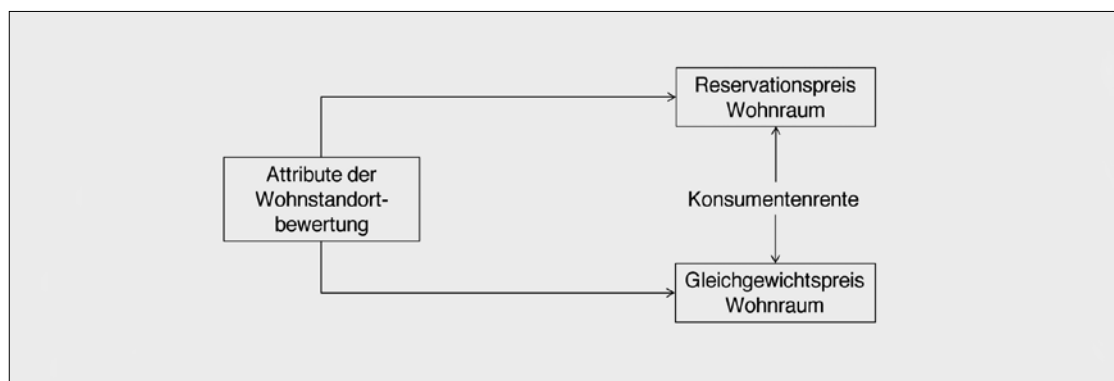 Reservationspreis
Wohnraum
Attribute der
Wohnstandort-
bewertung
Konsumentenrente
Gleichgewichtspreis
Wohnraum